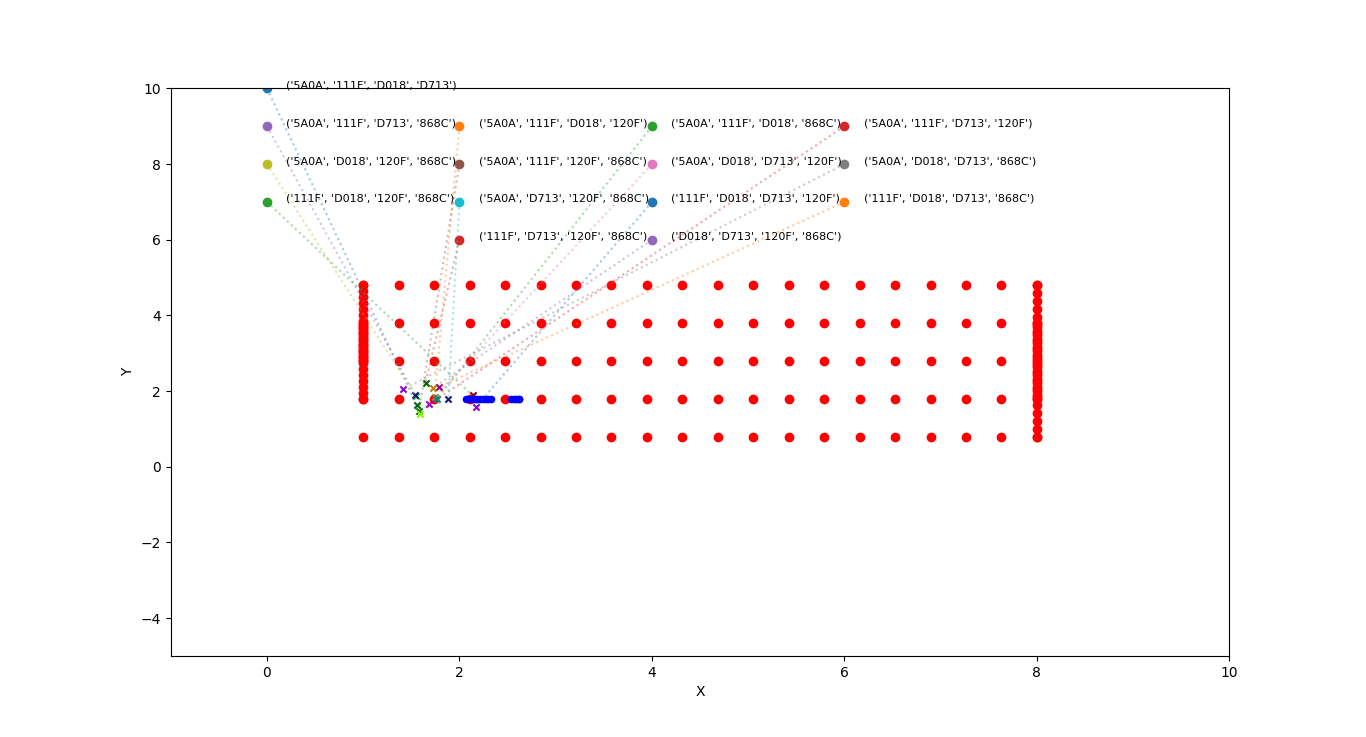 ('5A0A', '111F', 'D018', 'D713')
('5A0A', '111F', 'D713', '868C')
('5A0A', '111F', 'D018', '120F')
('5A0A', '111F', 'D018', '868C')
('5A0A', '111F', 'D713', '120F')
('5A0A', 'D018', '120F', '868C')
('5A0A', '111F', '120F', '868C')
('5A0A', 'D018', 'D713', '120F')
('5A0A', 'D018', 'D713', '868C')
('111F', 'D018', '120F', '868C')
('5A0A', 'D713', '120F', '868C')
('111F', 'D018', 'D713', '120F')
('111F', 'D018', 'D713', '868C')
('111F', 'D713', '120F', '868C')
('D018', 'D713', '120F', '868C')
10
8
6
4
2
0
−2
−4
Y
0 2 4 6 8 10
X